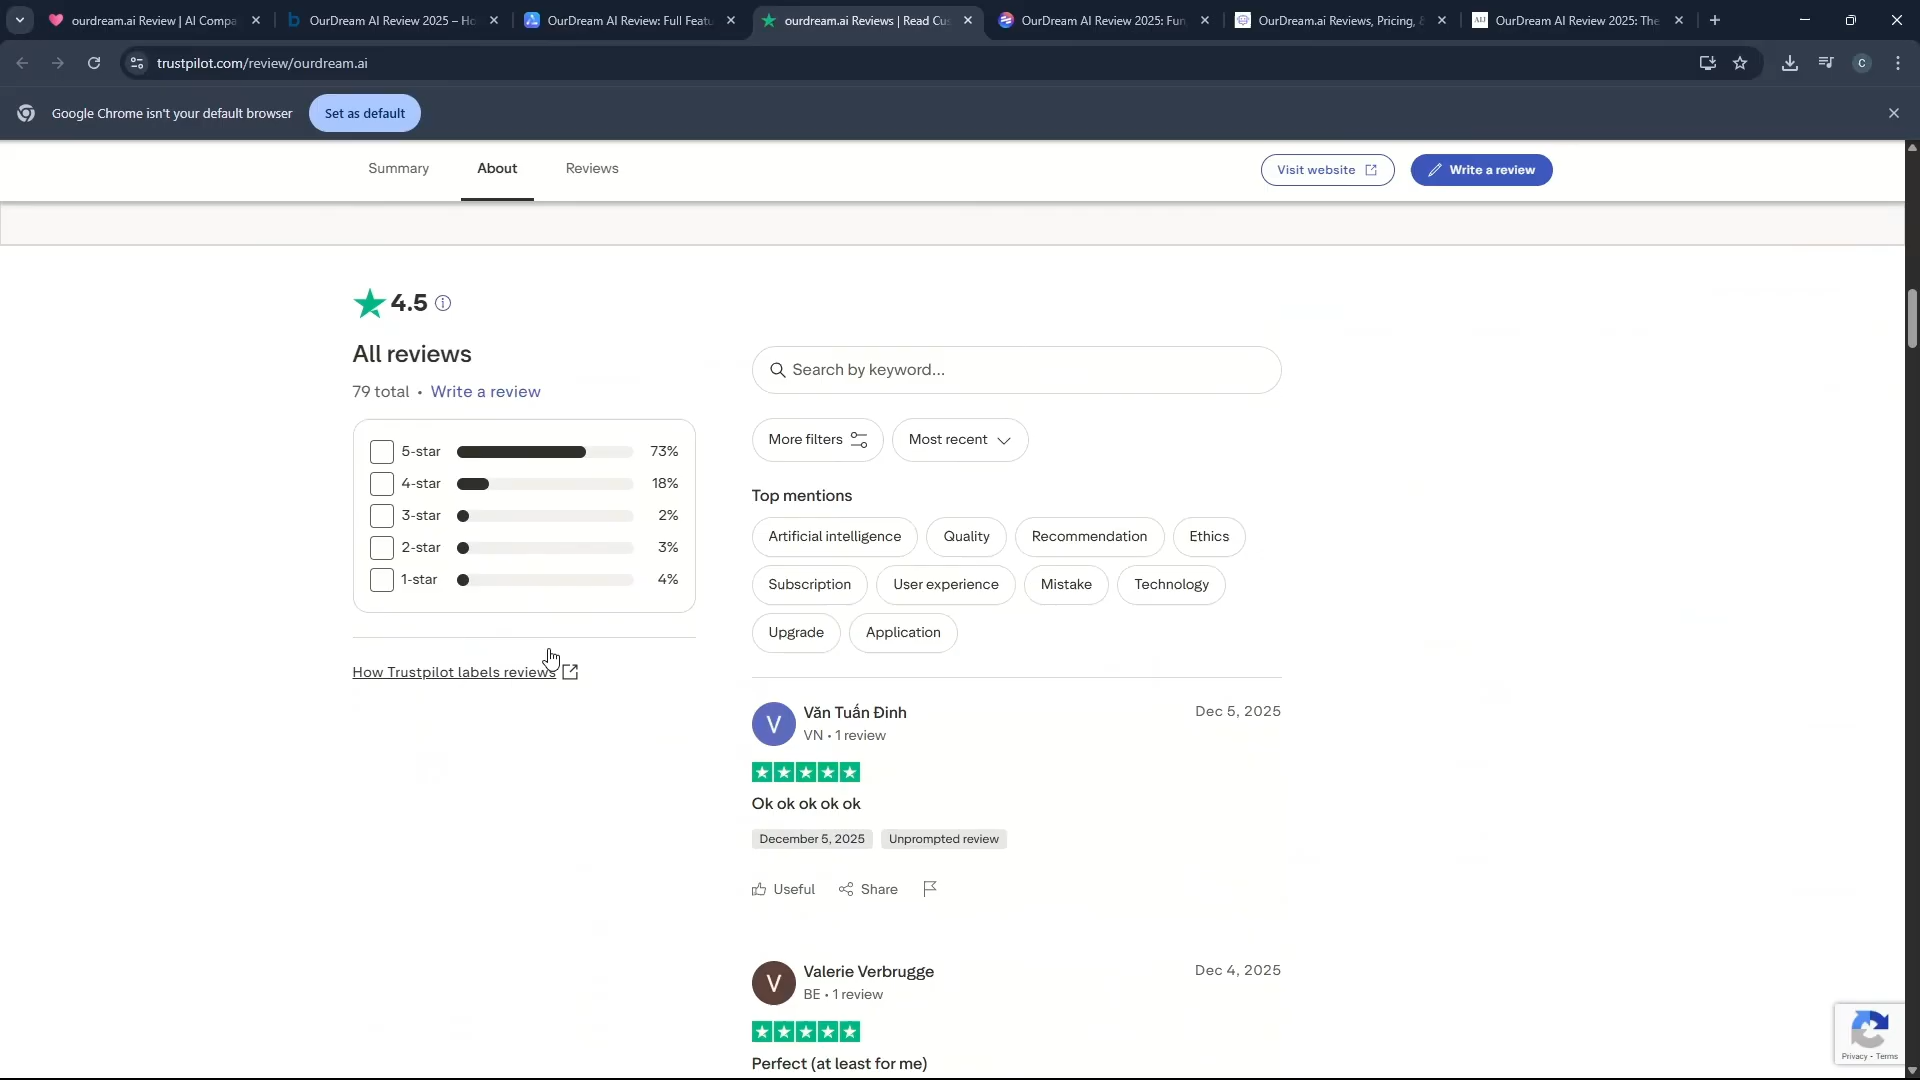 ourdream.ai Review | AI Compa
OurDream AI Review 2025 – Ho
OurDream AI Review: Full Featu
ourdream.ai Reviews | Read Cus
OurDream AI Review 2025: Fun
OurDream.ai Reviews, Pricing, &
OurDream AI Review 2025: The
trustpilot.com/review/ourdream.ai
C
Google Chrome isn't your default browser
Set as default
Summary
About
Reviews
Visit website
Write a review
4.5
All reviews
79 total • Write a review
5-star 73%
4-star 18%
3-star 2%
2-star 3%
1-star 4%
How Trustpilot labels reviews
Search by keyword...
More filters
Most recent
Top mentions
Artificial intelligence
Quality
Recommendation
Ethics
Subscription
User experience
Mistake
Technology
Upgrade
Application
V
Văn Tuấn Đinh
Dec 5, 2025
VN • 1 review
Ok ok ok ok ok
December 5, 2025
Unprompted review
Useful
Share
V
Valerie Verbrugge
Dec 4, 2025
BE • 1 review
Perfect (at least for me)
Privacy - Terms